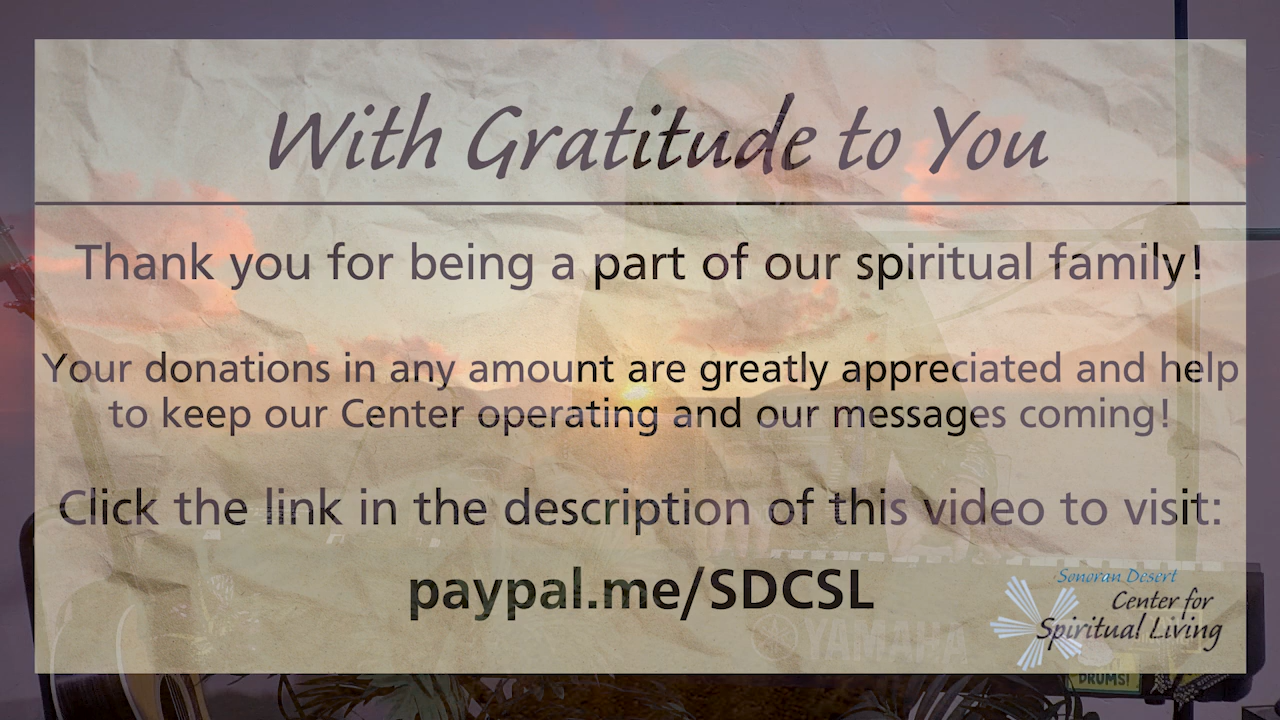 With Gratitude to You
Thank you for being a part of our spiritual family!
Your donations in any amount are greatly appreciated and help
to keep our Center operating and our messages coming!
Click the link in the description of this video to visit:
paypal.me/SDCSL
Sonoran Desert
Center for
Spiritual Living
YAMAHA
DRUMS!